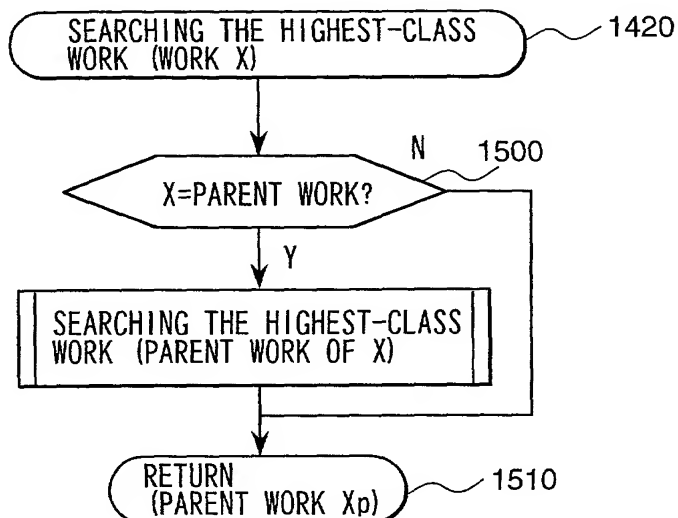 SEARCHING THE HIGHEST-CLASS
WORK (WORK X)
1420
N
1500
X=PARENT WORK?
Y
SEARCHING THE HIGHEST-CLASS
WORK (PARENT WORK OF X)
RETURN
(PARENT WORK Xp)
1510